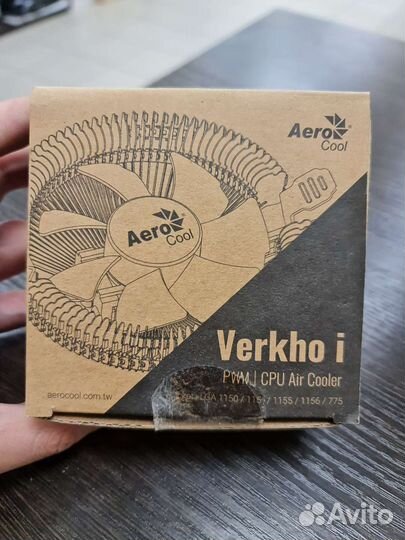 Aero
Cool
Aero
Cool
Verkho i
PWM | CPU Air Cooler
aerocool.com.tw
LGA 1150 / 1151 / 1155 / 1156 / 775
Avito